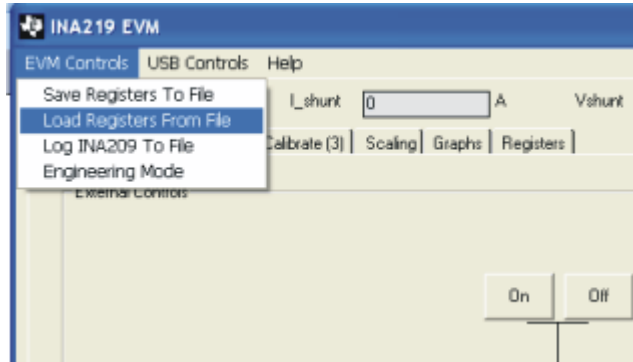 INA219 EVM
EVM Controls USB Controls Help
Save Registers To File
Load Registers From File
Log INA209 To File
Engineering Mode
I_shunt 0 A Vshunt
Calibrate (3) Scaling Graphs Registers
External Controls
On Off